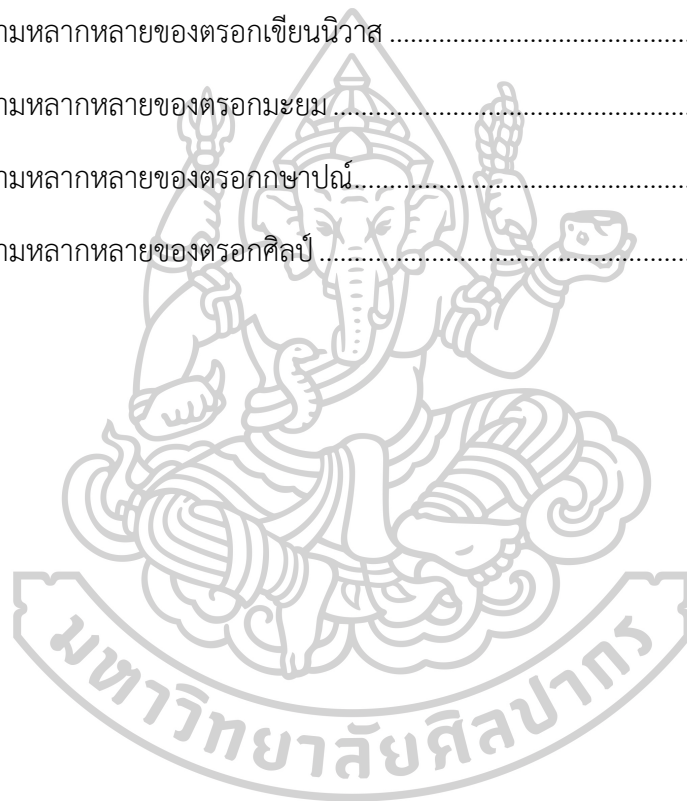 ามหลากหลายของตรอกเขียนนิวาส ......................................................
ามหลากหลายของตรอกมะยม ..............................................................
ามหลากหลายของตรอกกษาปณ์............................................................
ามหลากหลายของตรอกศิลป์ ................................................................
มหาวิทยาลัยศิลปากร